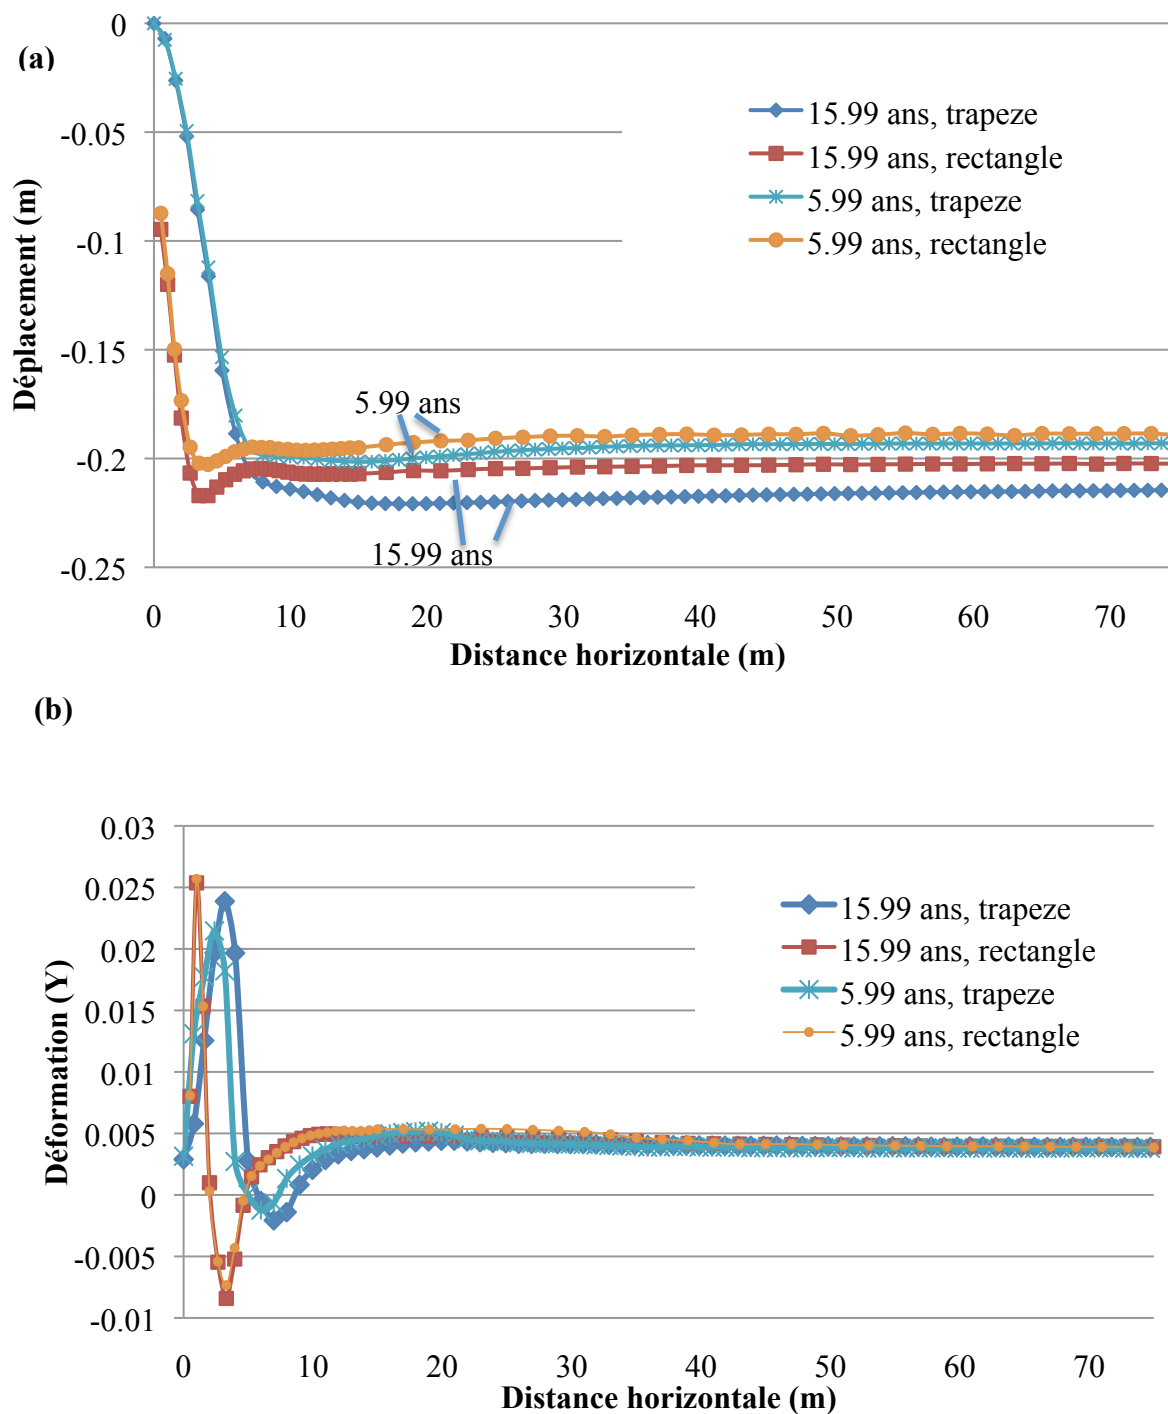 (a)
0
-0.05
-0.1
-0.15
-0.2
-0.25
Déplacement (m)
15.99 ans, trapeze
15.99 ans, rectangle
5.99 ans, trapeze
5.99 ans, rectangle
5.99 ans
15.99 ans
0 10 20 30 40 50 60 70
Distance horizontale (m)
(b)
0.03
0.025
0.02
0.015
0.01
0.005
0
-0.005
-0.01
Déformation (Y)
15.99 ans, trapeze
15.99 ans, rectangle
5.99 ans, trapeze
5.99 ans, rectangle
0 10 20 30 40 50 60 70
Distance horizontale (m)